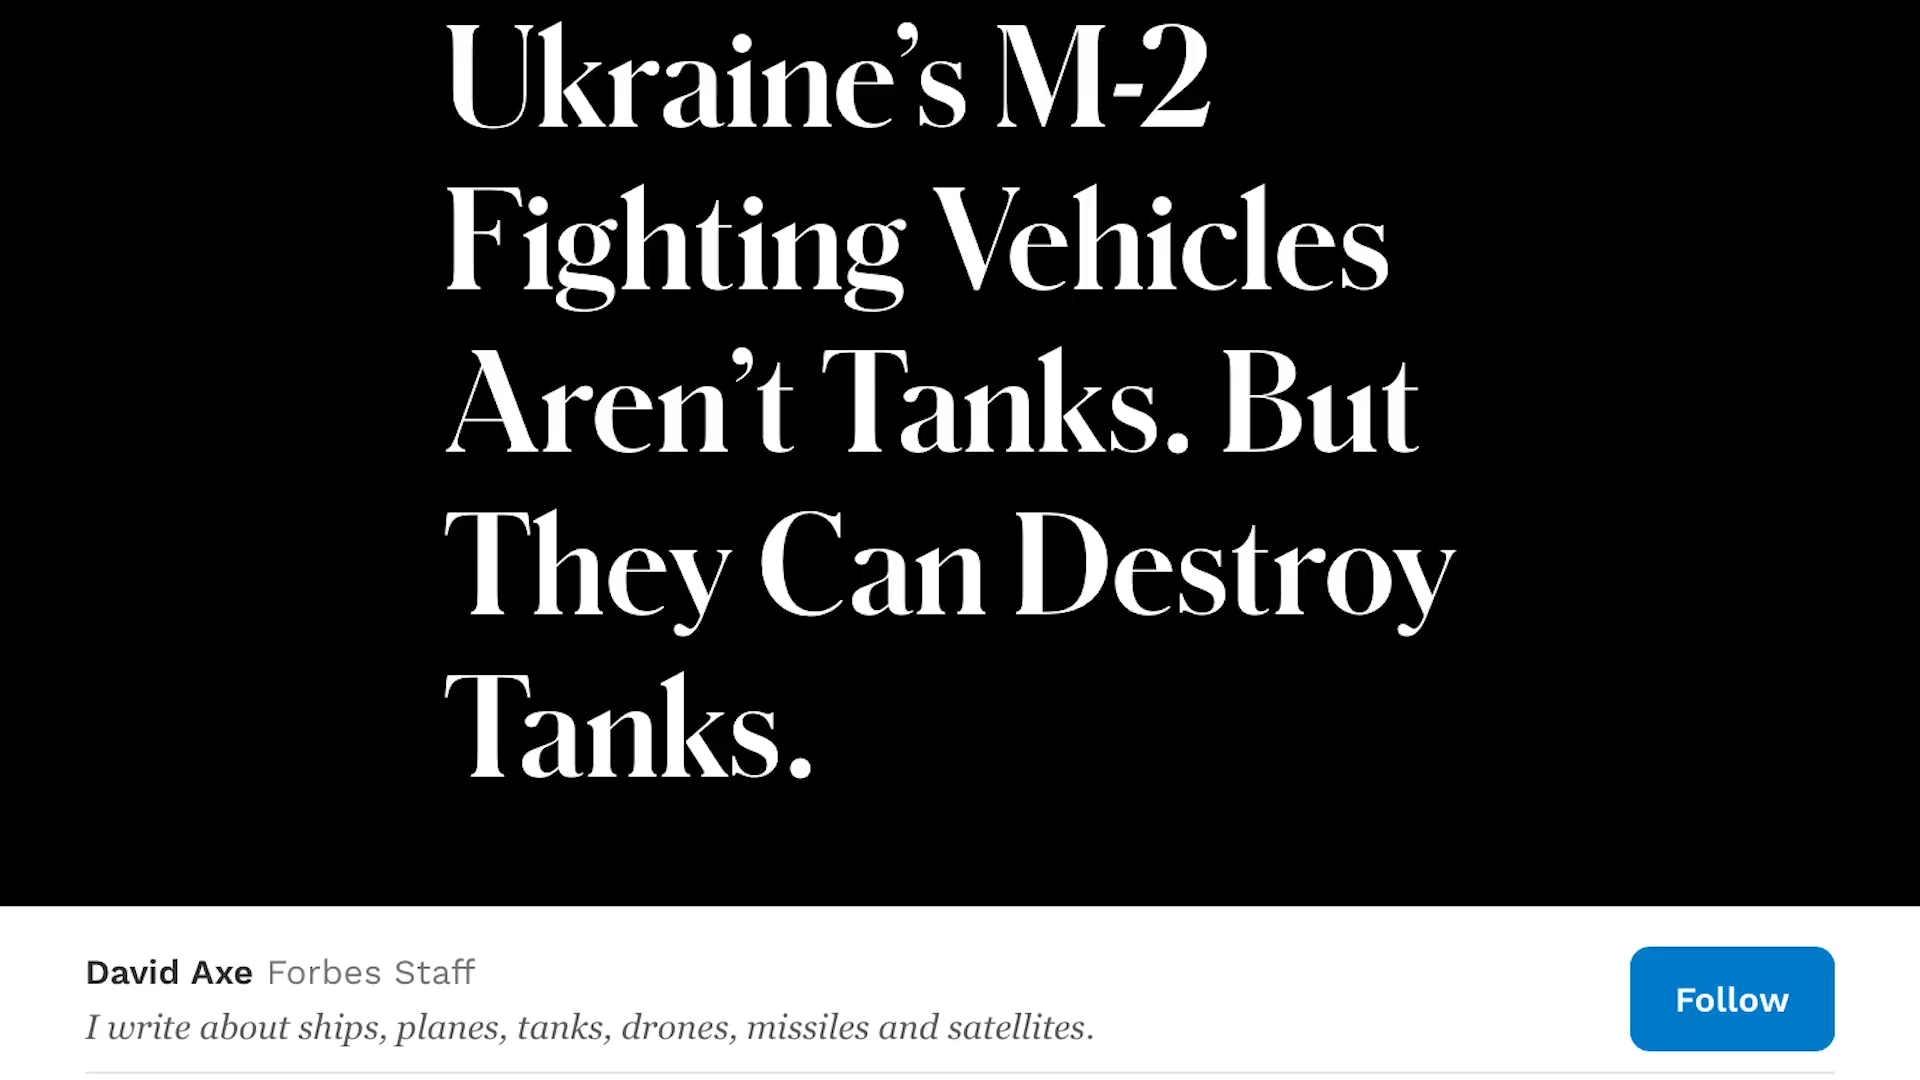 Ukraine’s M-2
Fighting Vehicles
Aren’t Tanks. But
They Can Destroy
Tanks.
David Axe Forbes Staff
I write about ships, planes, tanks, drones, missiles and satellites.
Follow